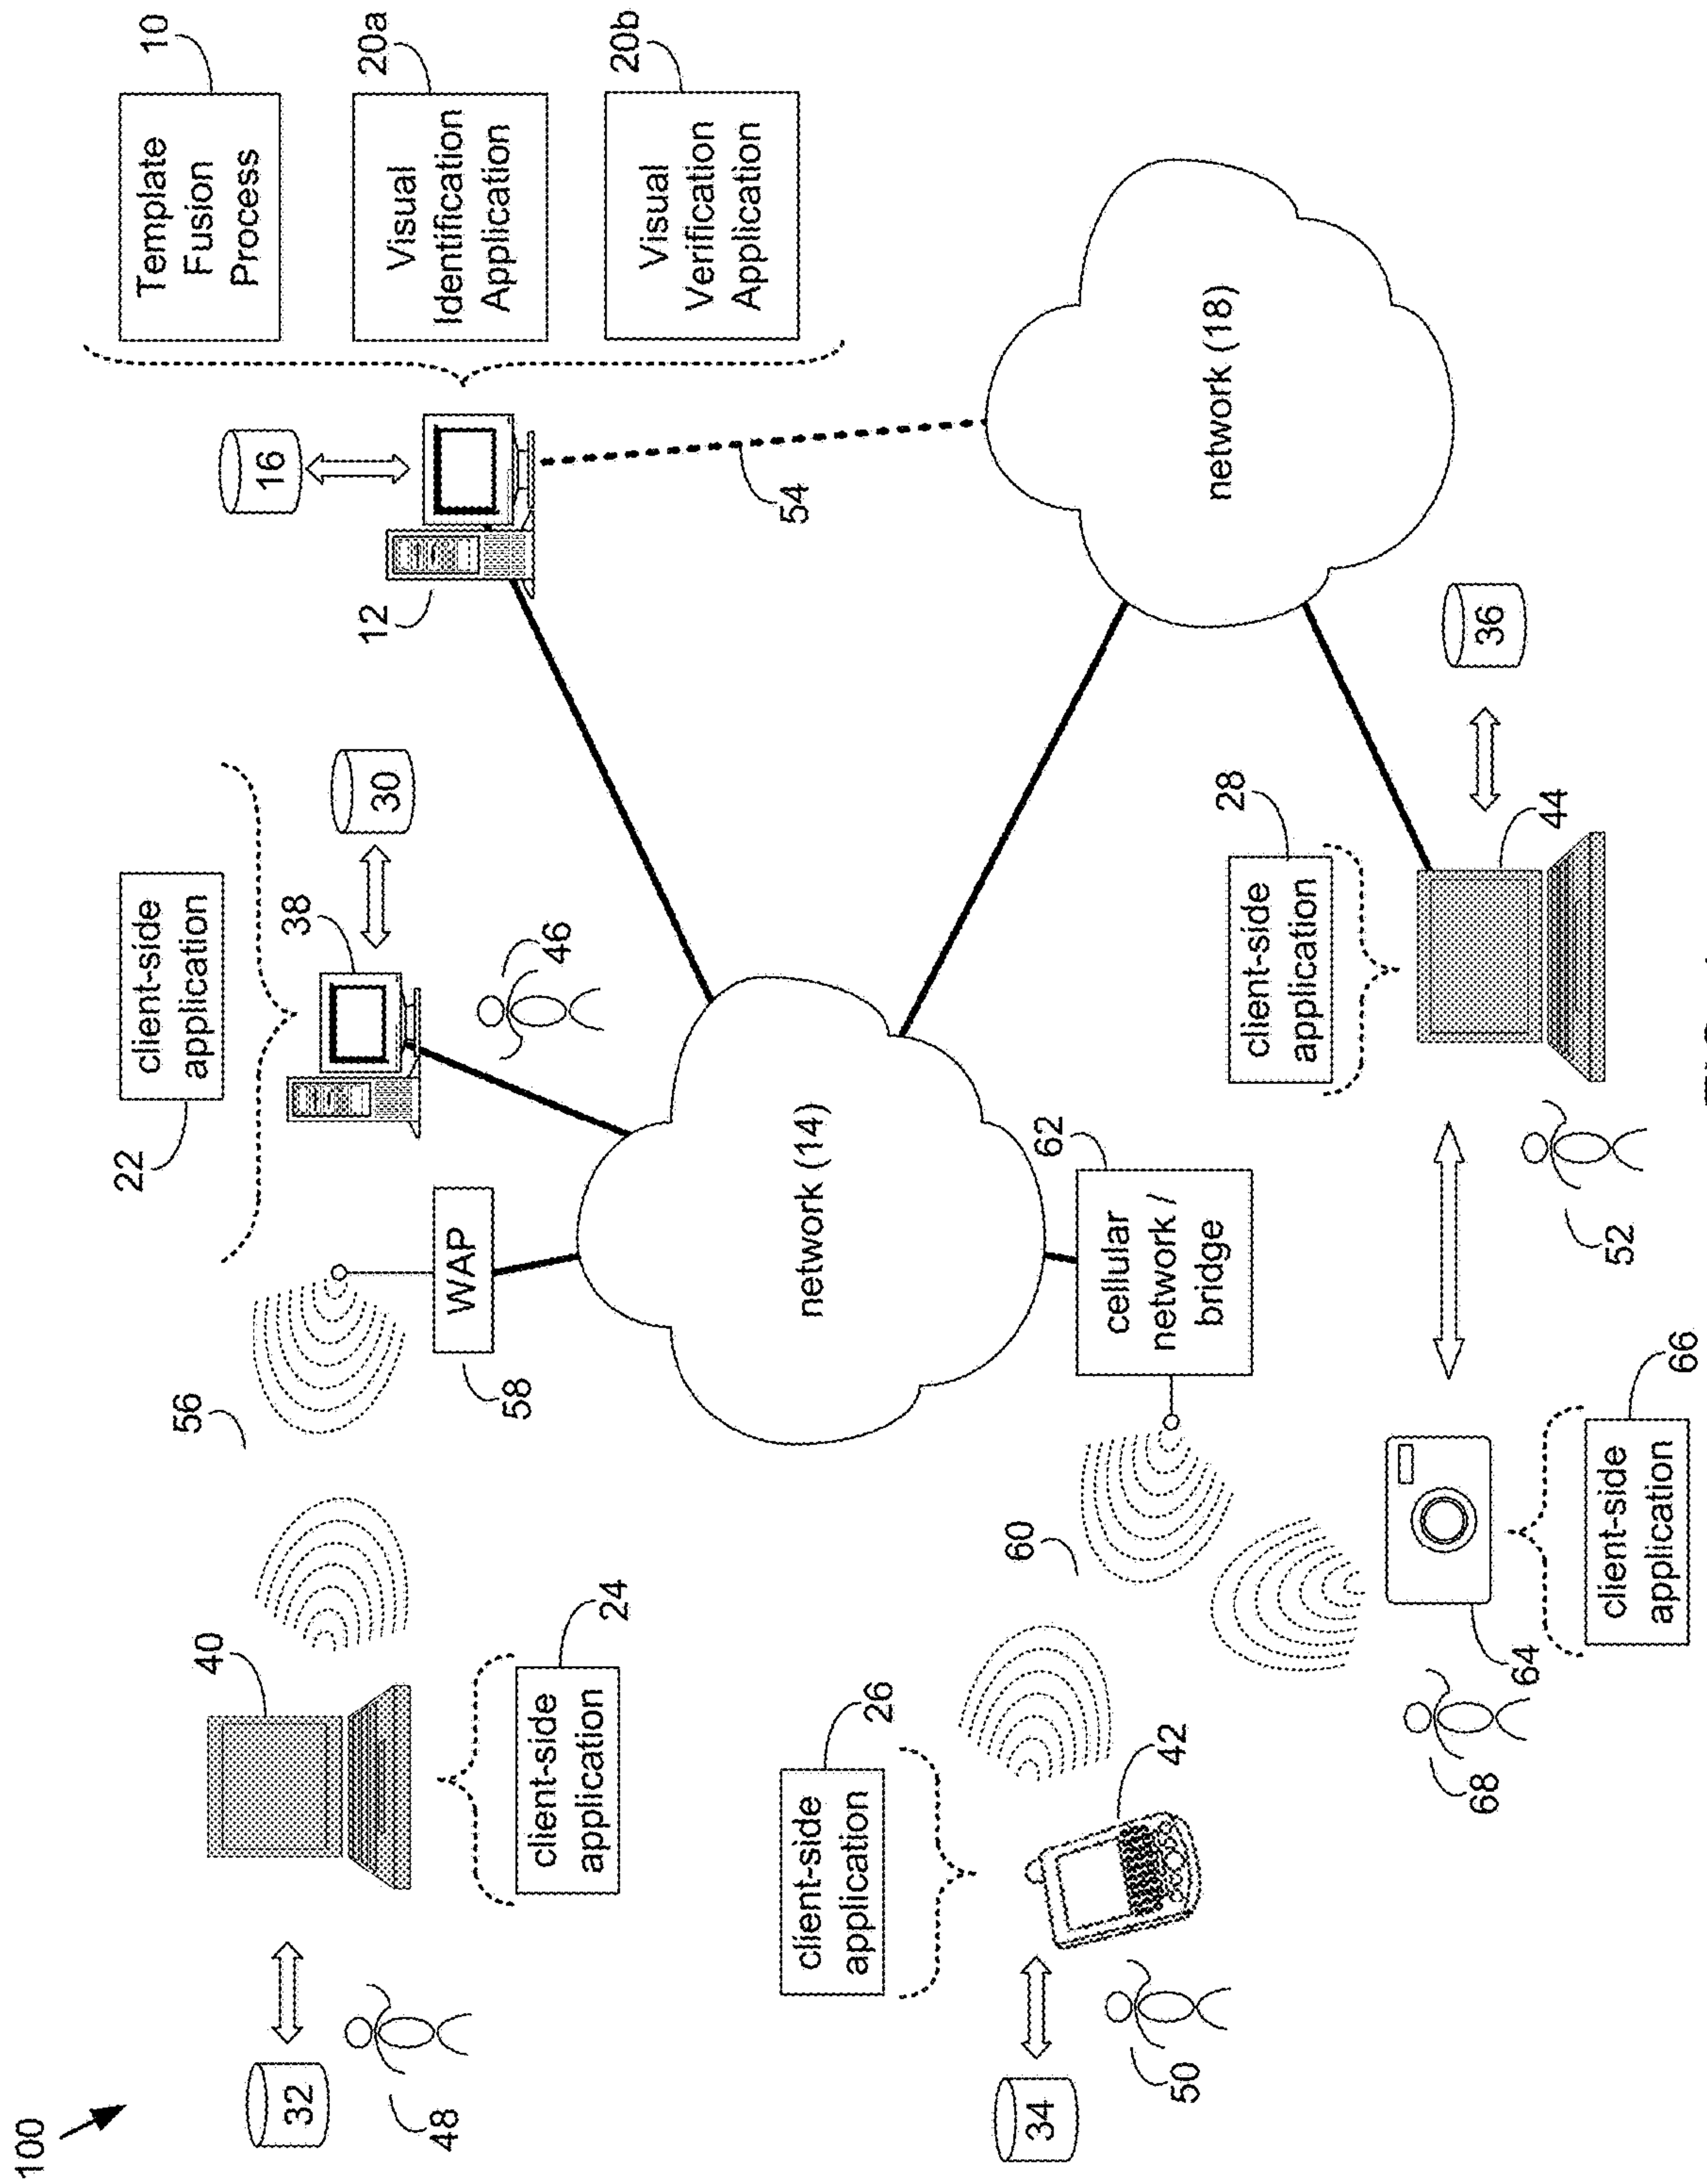 100
22
10
client-side
application
Template
Fusion
Process
56
40
32
16
38
30
12
20a
Visual
Identification
Application
48
WAP
58
46
24
client-side
application
20b
Visual
Verification
Application
54
network (14)
26
client-side
application
34
60
62
cellular
network /
bridge
42
50
network (18)
28
client-side
application
68
64
36
44
52
66
client-side
application